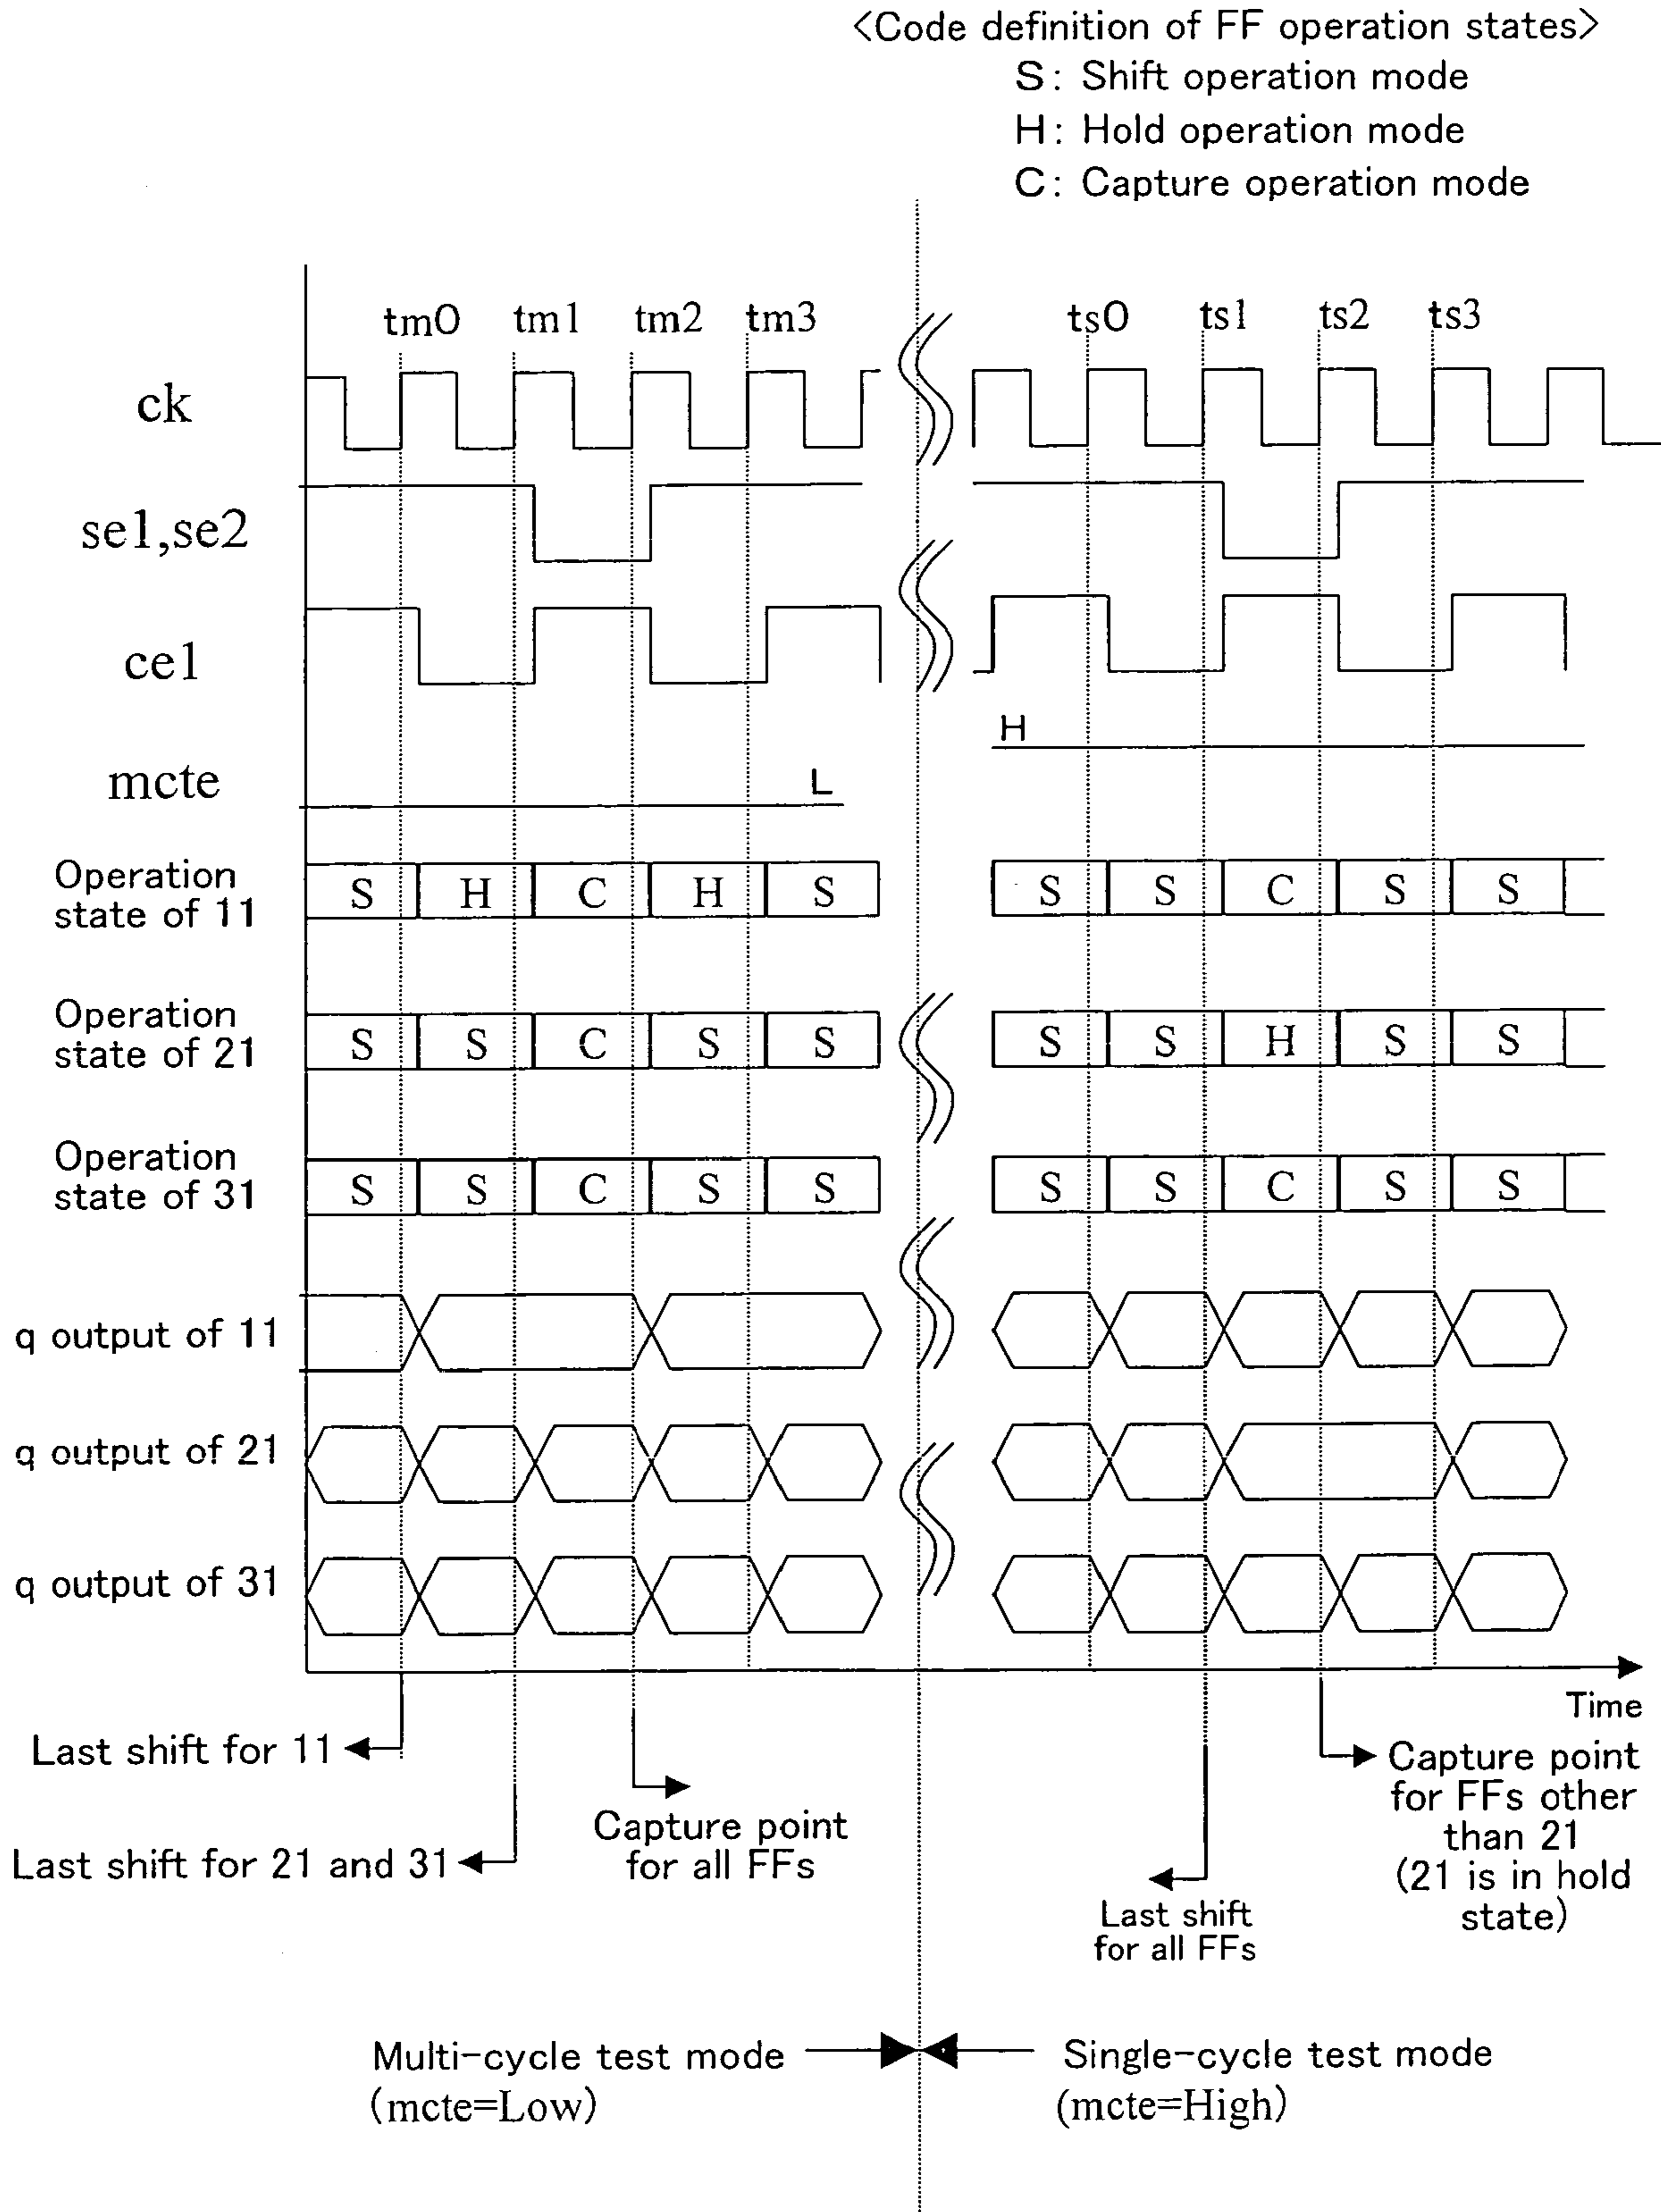 <Code definition of FF operation states>
S: Shift operation mode
H: Hold operation mode
C: Capture operation mode
tm0 tm1 tm2 tm3 ts0 ts1 ts2 ts3
ck
se1,se2
ce1
H
mcte L
Operation
state of 11
S H C H S S S C S S
Operation
state of 21
S S C S S S S H S S
Operation
state of 31
S S C S S S S C S S
q output of 11
q output of 21
q output of 31
Time
Last shift for 11
Capture point
for all FFs
Last shift for 21 and 31
Capture point
for FFs other
than 21
(21 is in hold
state)
Last shift
for all FFs
Multi-cycle test mode
(mcte=Low)
Single-cycle test mode
(mcte=High)